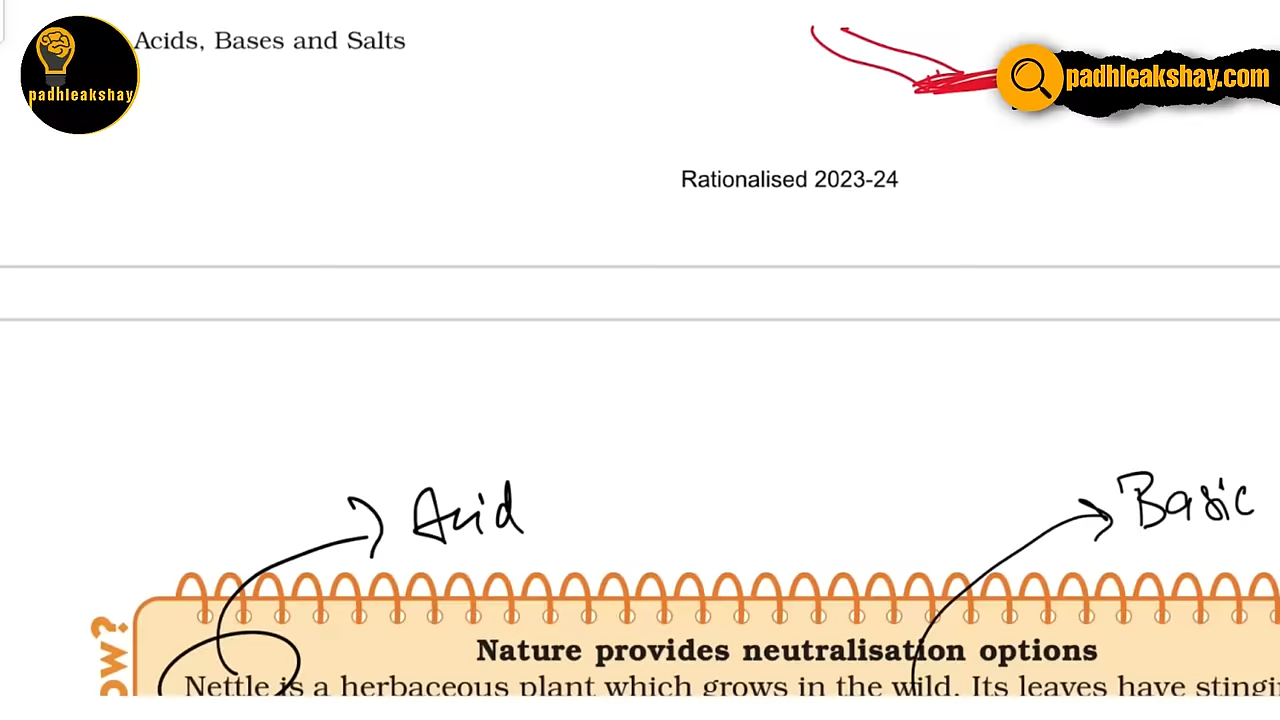 Acids, Bases and Salts
padhleakshay
padhleakshay.com
Rationalised 2023-24
Acid
Basic
ow?
Nature provides neutralisation options
Nettle is a herbaceous plant which grows in the wild. Its leaves have stingi